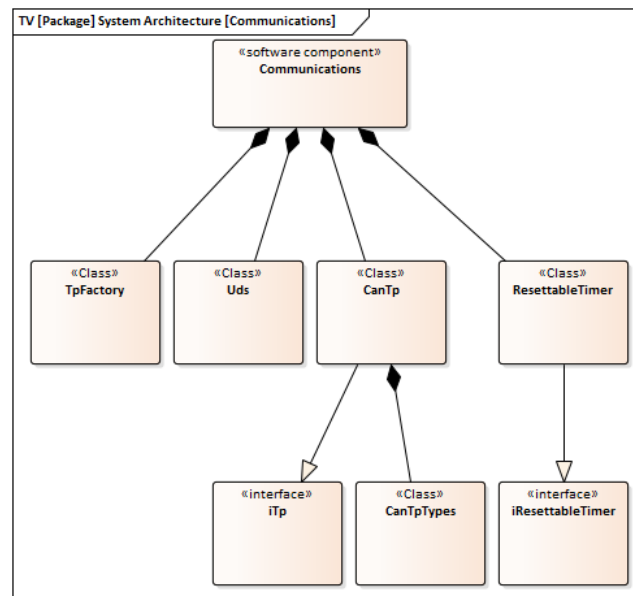 TV [Package] System Architecture [Communications]
«software component»
Communications
«Class»
TpFactory
«Class»
Uds
«Class»
CanTp
«Class»
ResettableTimer
«interface»
iTp
«Class»
CanTpTypes
«interface»
iResettableTimer